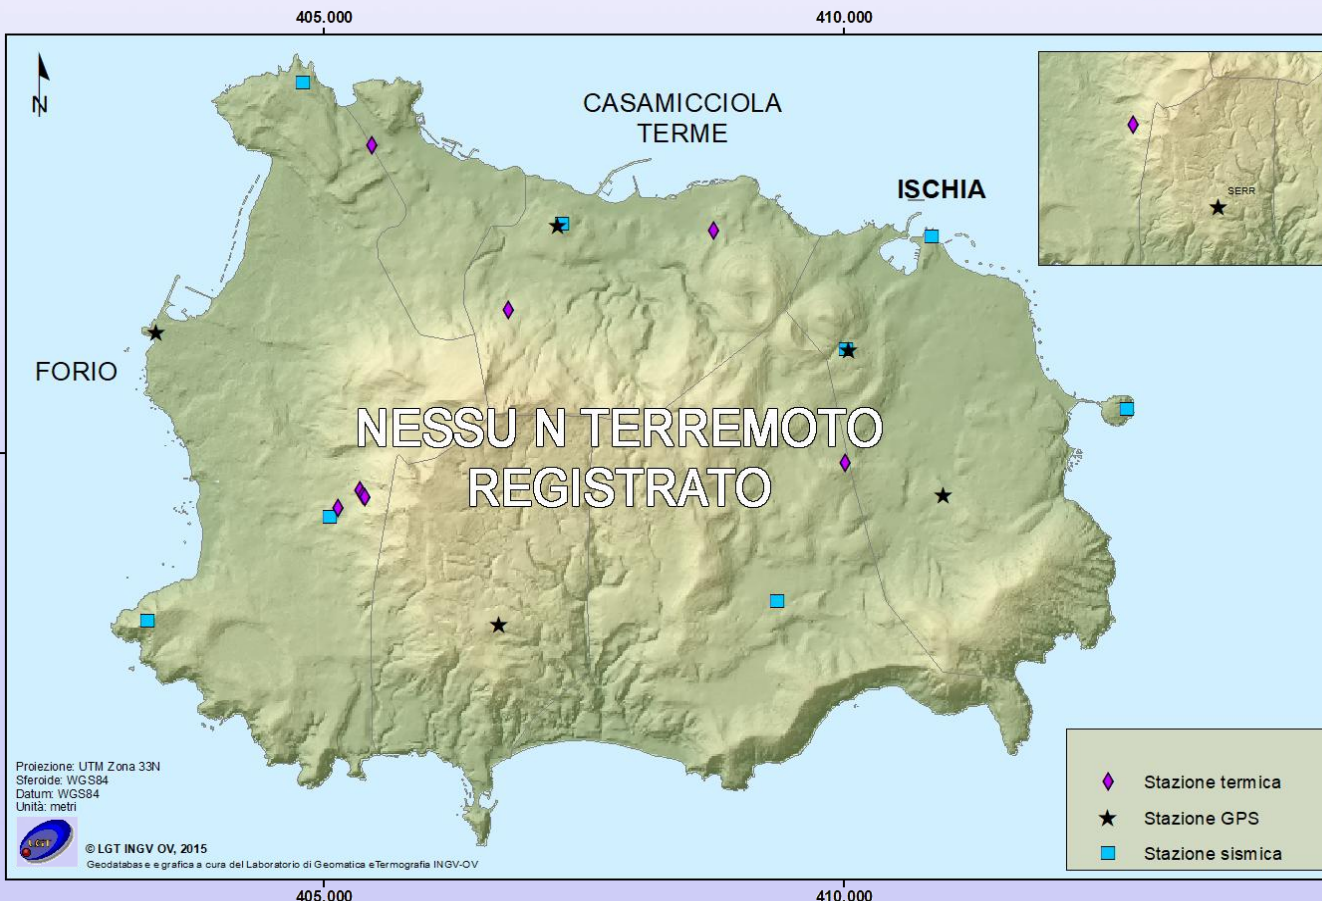 405.000 410.000
N
CASAMICCIOLA
TERME
ISCHIA
SERR
FORIO
NESSU N TERREMOTO
REGISTRATO
Proiezione: UTM Zona 33N
Sferoide: WGS84
Datum: WGS84
Unità: metri
LGT
© LGT INGV OV, 2015
Geodatabase e grafica a cura del Laboratorio di Geomatica eTermografia INGV-OV
Stazione termica
Stazione GPS
Stazione sismica
405.000 410.000